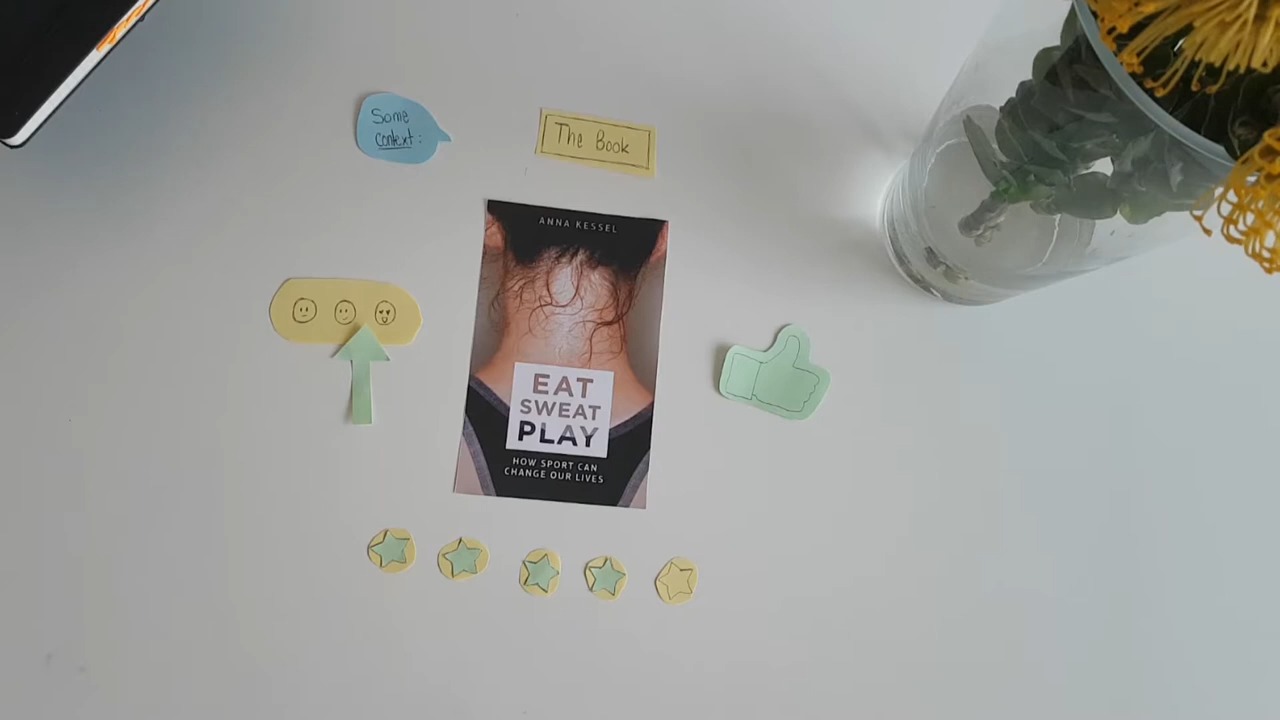 Some
context:
The Book
ANNA KESSEL
EAT
SWEAT
PLAY
HOW SPORT CAN
CHANGE OUR LIVES